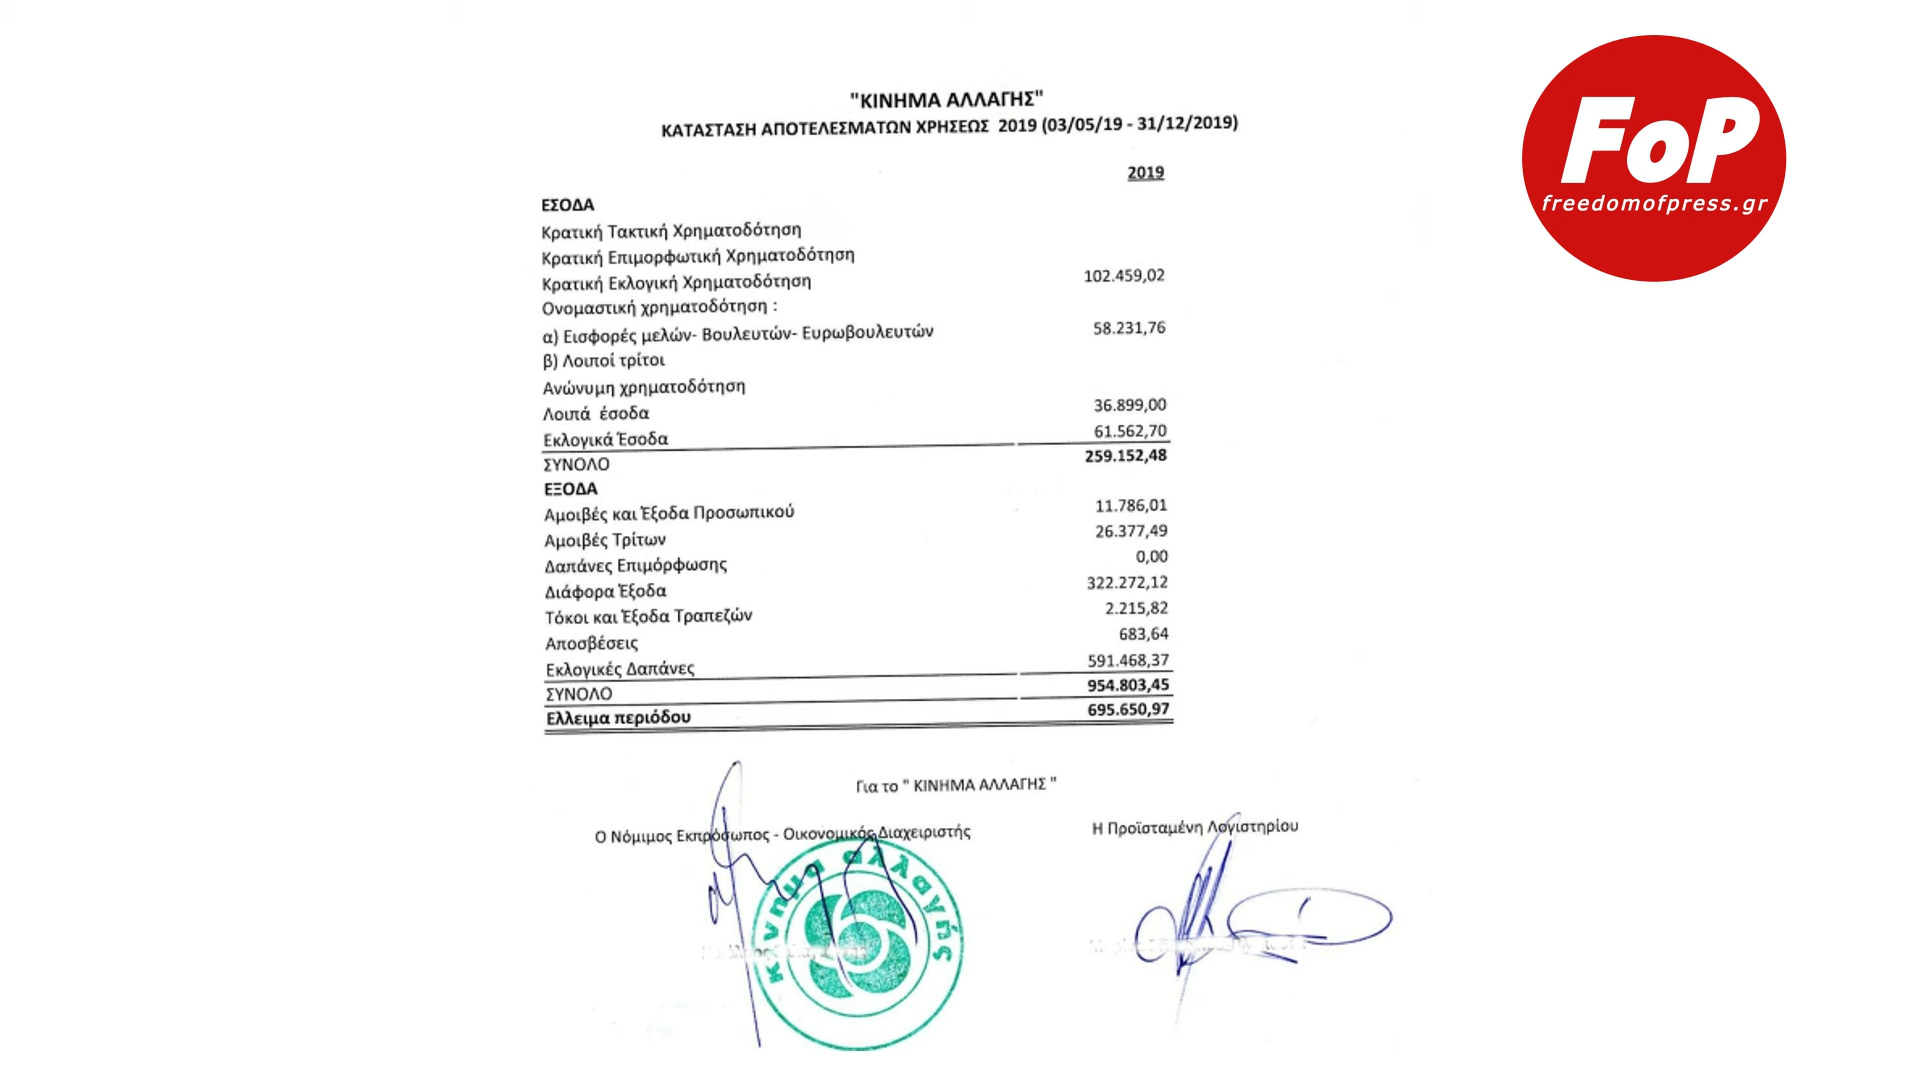 "ΚΙΝΗΜΑ ΑΛΛΑΓΗΣ"
ΚΑΤΑΣΤΑΣΗ ΑΠΟΤΕΛΕΣΜΑΤΩΝ ΧΡΗΣΕΩΣ 2019 (03/05/19 - 31/12/2019)
FoP
freedomofpress.gr
2019
ΕΣΟΔΑ
Κρατική Τακτική Χρηματοδότηση
Κρατική Επιμορφωτική Χρηματοδότηση
Κρατική Εκλογική Χρηματοδότηση 102.459,02
Ονομαστική χρηματοδότηση :
α) Εισφορές μελών- Βουλευτών- Ευρωβουλευτών 58.231,76
β) Λοιποί τρίτοι
Ανώνυμη χρηματοδότηση
Λοιπά έσοδα 36.899,00
Εκλογικά Έσοδα 61.562,70
ΣΥΝΟΛΟ 259.152,48
ΕΞΟΔΑ
Αμοιβές και Έξοδα Προσωπικού 11.786,01
Αμοιβές Τρίτων 26.377,49
Δαπάνες Επιμόρφωσης 0,00
Διάφορα Έξοδα 322.272,12
Τόκοι και Έξοδα Τραπεζών 2.215,82
Αποσβέσεις 683,64
Εκλογικές Δαπάνες 591.468,37
ΣΥΝΟΛΟ 954.803,45
Ελλειμα περιόδου 695.650,97
Για το " ΚΙΝΗΜΑ ΑΛΛΑΓΗΣ "
Ο Νόμιμος Εκπρόσωπος - Οικονομικός Διαχειριστής Η Προϊσταμένη Λογιστηρίου
κίνημα αλλαγής